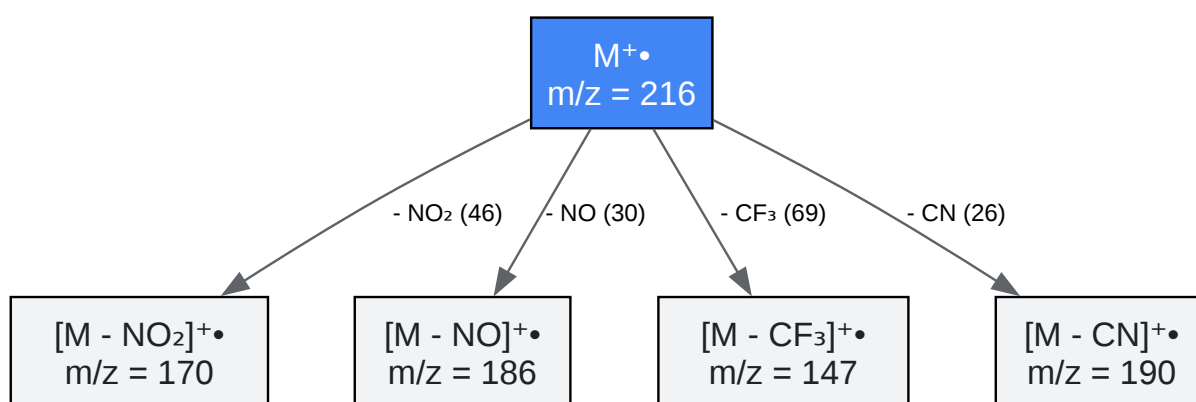 M⁺•
m/z = 216
- NO₂ (46)
- NO (30)
- CF₃ (69)
- CN (26)
[M - NO₂]⁺•
m/z = 170
[M - NO]⁺•
m/z = 186
[M - CF₃]⁺•
m/z = 147
[M - CN]⁺•
m/z = 190